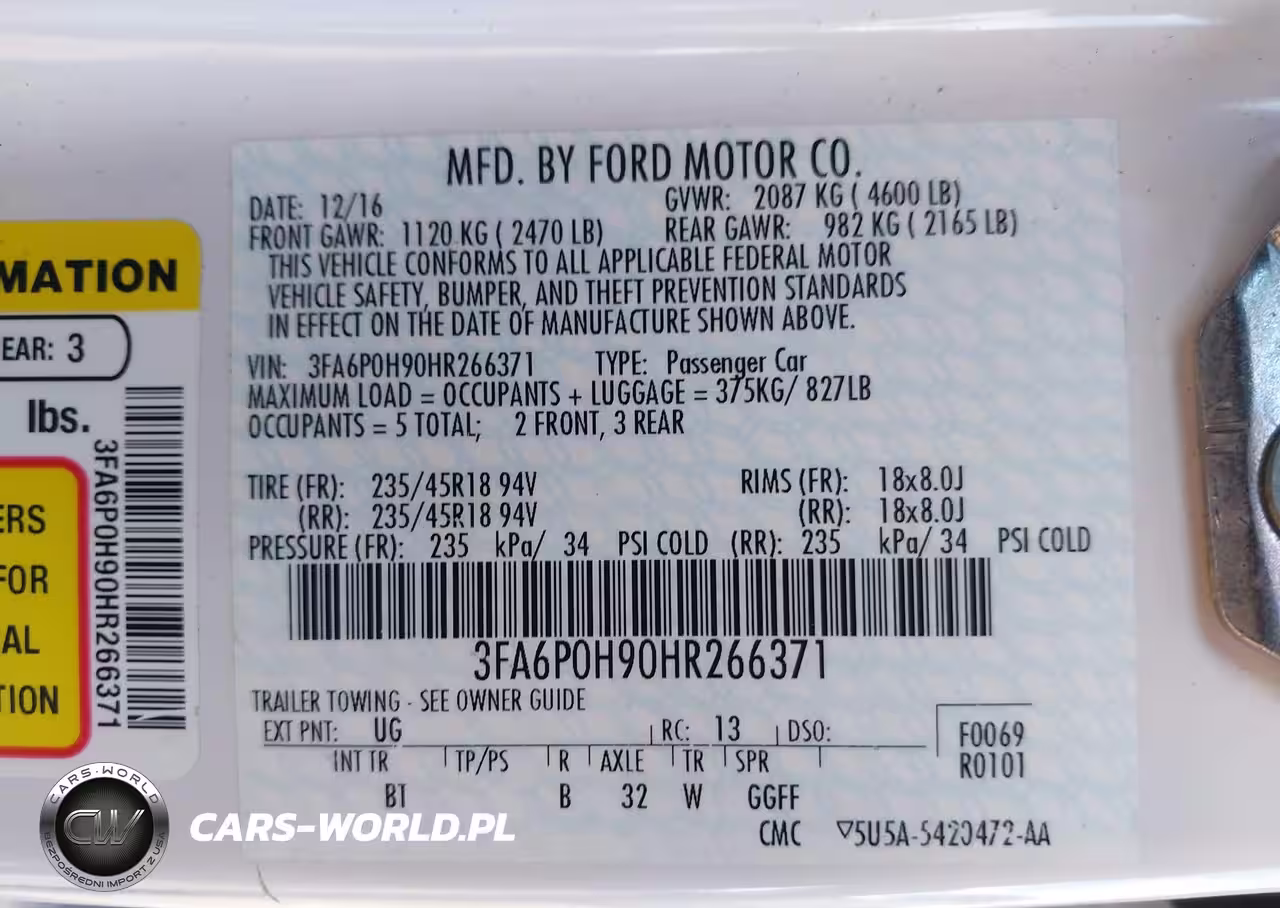 MFD. BY FORD MOTOR CO.
DATE: 12/16 GVWR: 2087 KG ( 4600 LB)
FRONT GAWR: 1120 KG ( 2470 LB) REAR GAWR: 982 KG ( 2165 LB)
THIS VEHICLE CONFORMS TO ALL APPLICABLE FEDERAL MOTOR
VEHICLE SAFETY, BUMPER, AND THEFT PREVENTION STANDARDS
IN EFFECT ON THE DATE OF MANUFACTURE SHOWN ABOVE.
VIN: 3FA6P0H90HR266371 TYPE: Passenger Car
MAXIMUM LOAD = OCCUPANTS + LUGGAGE = 375KG/ 827LB
OCCUPANTS = 5 TOTAL; 2 FRONT, 3 REAR
TIRE (FR): 235/45R18 94V RIMS (FR): 18x8.0J
(RR): 235/45R18 94V (RR): 18x8.0J
PRESSURE (FR): 235 kPa/ 34 PSI COLD (RR): 235 kPa/ 34 PSI COLD
3FA6P0H90HR266371
TRAILER TOWING - SEE OWNER GUIDE
EXT PNT: UG RC: 13 DSO: F0069
R0101
INT TR TP/PS R AXLE TR SPR
BT B 32 W GGFF
CMC ▽5U5A-5420472-AA
MATION
EAR: 3
lbs.
3FA6P0H90HR266371
ERS
FOR
AL
TION
CARS-WORLD
CW
BEZPOŚREDNI IMPORT Z USA
CARS-WORLD.PL